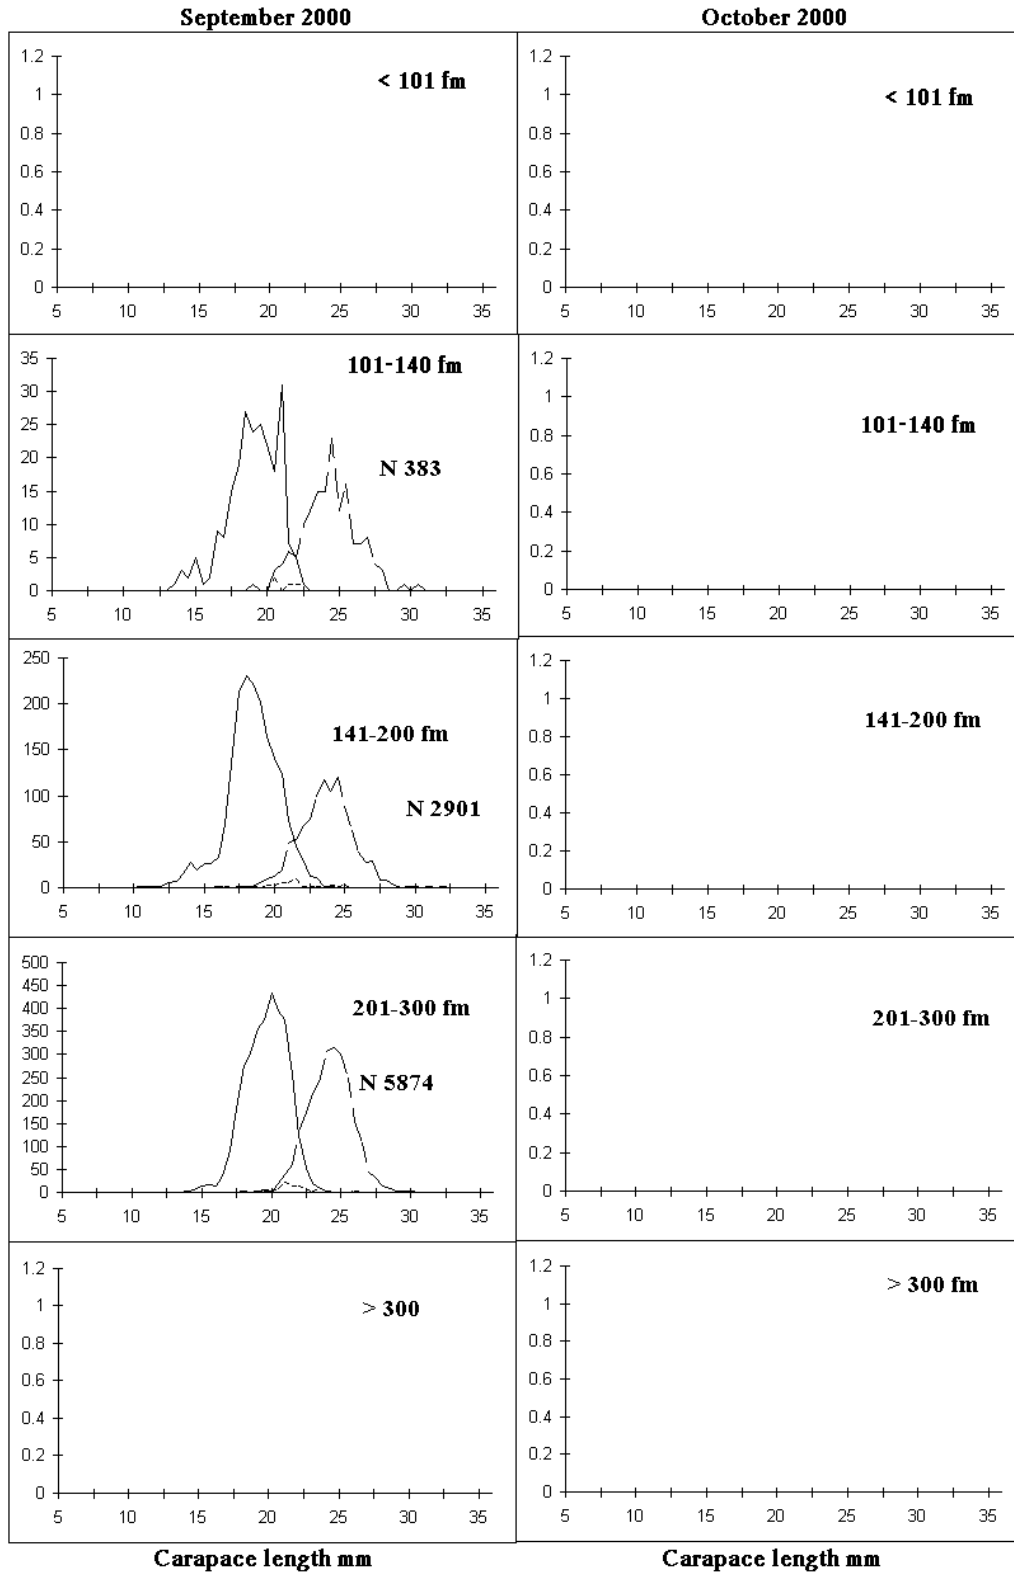 September 2000
October 2000
1.2
1
0.8
0.6
0.4
0.2
0
5 10 15 20 25 30 35
< 101 fm
1.2
1
0.8
0.6
0.4
0.2
0
5 10 15 20 25 30 35
< 101 fm
35
30
25
20
15
10
5
0
5 10 15 20 25 30 35
101-140 fm
N 383
1.2
1
0.8
0.6
0.4
0.2
0
5 10 15 20 25 30 35
101-140 fm
250
200
150
100
50
0
5 10 15 20 25 30 35
141-200 fm
N 2901
1.2
1
0.8
0.6
0.4
0.2
0
5 10 15 20 25 30 35
141-200 fm
500
450
400
350
300
250
200
150
100
50
0
5 10 15 20 25 30 35
201-300 fm
N 5874
1.2
1
0.8
0.6
0.4
0.2
0
5 10 15 20 25 30 35
201-300 fm
1.2
1
0.8
0.6
0.4
0.2
0
5 10 15 20 25 30 35
> 300
1.2
1
0.8
0.6
0.4
0.2
0
5 10 15 20 25 30 35
> 300 fm
Carapace length mm
Carapace length mm